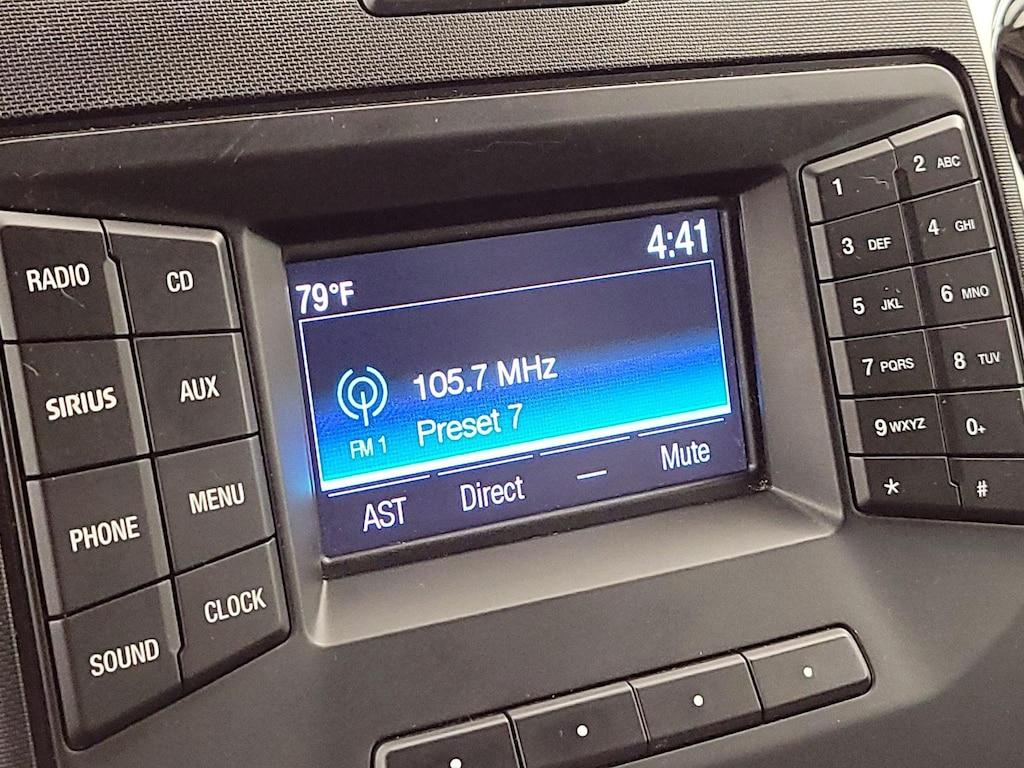 RADIO
CD
SIRIUS
AUX
PHONE
MENU
SOUND
CLOCK
79°F
4:41
105.7 MHz
FM 1
Preset 7
AST
Direct
—
Mute
1
2 ABC
3 DEF
4 GHI
5 JKL
6 MNO
7 PQRS
8 TUV
9 WXYZ
0+
*
#